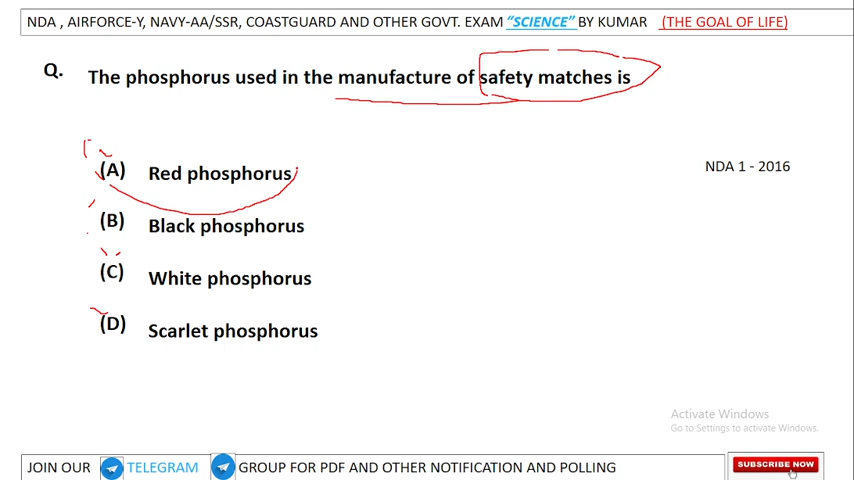 NDA , AIRFORCE-Y, NAVY-AA/SSR, COASTGUARD AND OTHER GOVT. EXAM “SCIENCE” BY KUMAR (THE GOAL OF LIFE)
Q. The phosphorus used in the manufacture of safety matches is
(A) Red phosphorus
NDA 1 - 2016
(B) Black phosphorus
(C) White phosphorus
(D) Scarlet phosphorus
Activate Windows
Go to Settings to activate Windows.
JOIN OUR TELEGRAM GROUP FOR PDF AND OTHER NOTIFICATION AND POLLING
SUBSCRIBE NOW